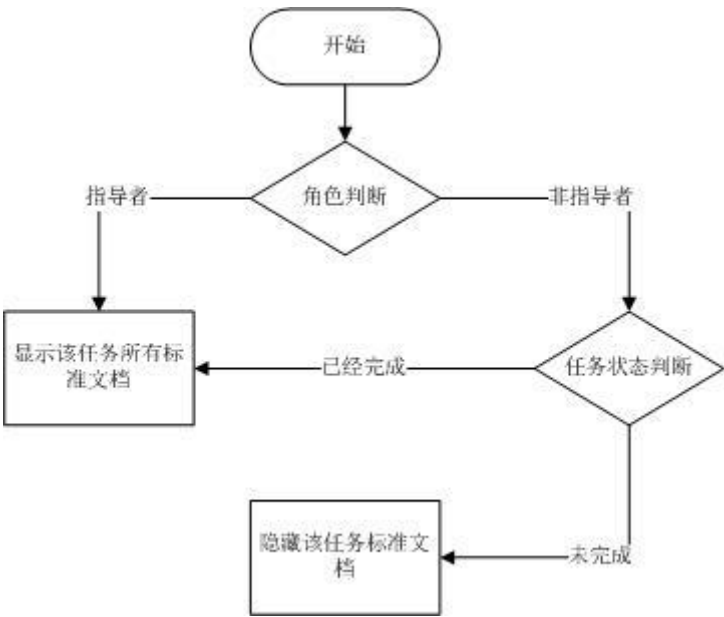 开始
角色判断
指导者
非指导者
显示该任务所有标
准文档
已经完成
任务状态判断
隐藏该任务标准文
档
未完成